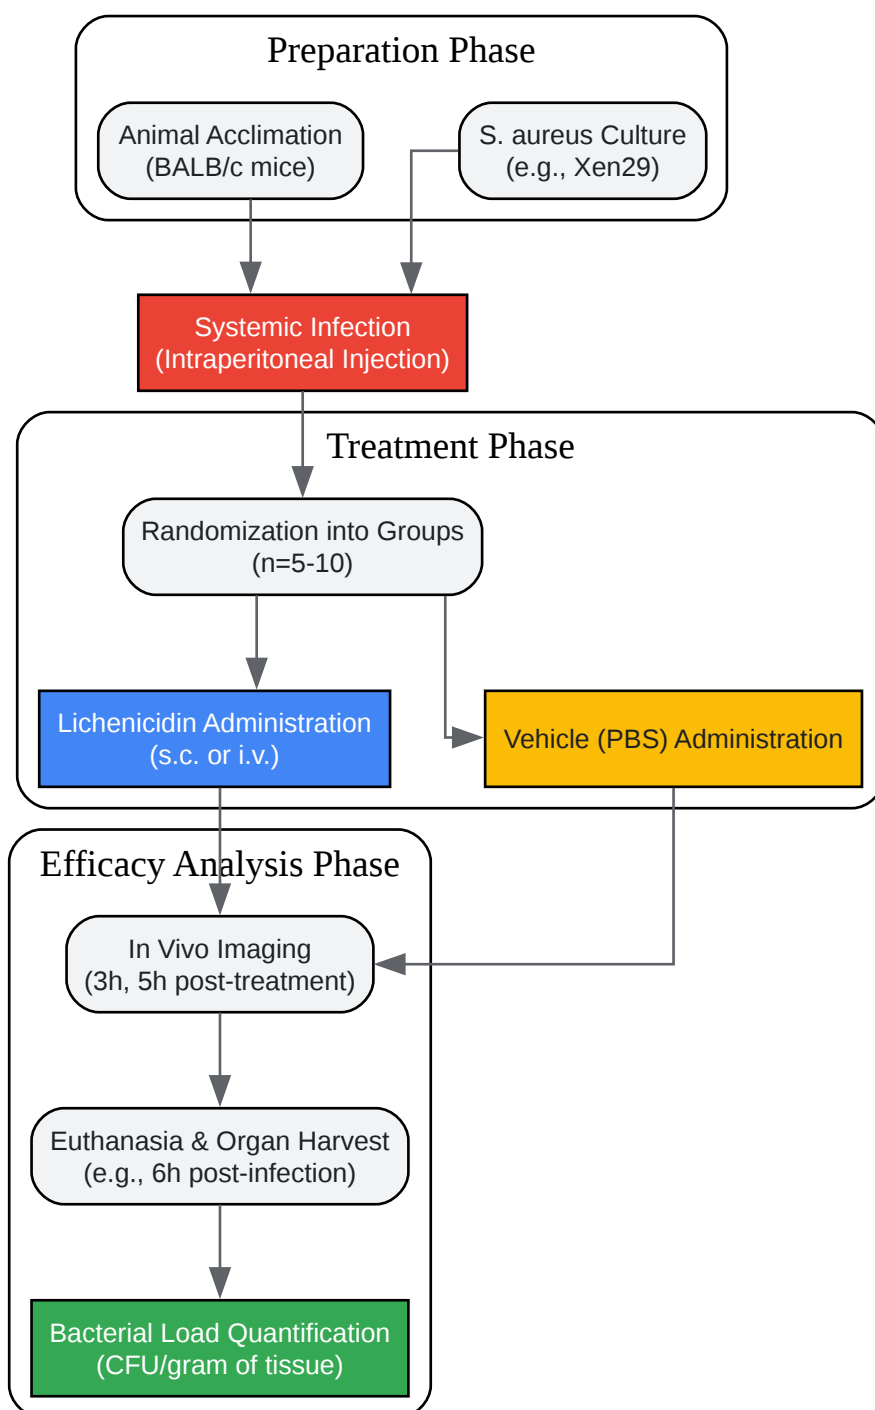 Preparation Phase
Animal Acclimation
(BALB/c mice)
S. aureus Culture
(e.g., Xen29)
Systemic Infection
(Intraperitoneal Injection)
Treatment Phase
Randomization into Groups
(n=5-10)
Lichenicidin Administration
(s.c. or i.v.)
Vehicle (PBS) Administration
Efficacy Analysis Phase
In Vivo Imaging
(3h, 5h post-treatment)
Euthanasia & Organ Harvest
(e.g., 6h post-infection)
Bacterial Load Quantification
(CFU/gram of tissue)